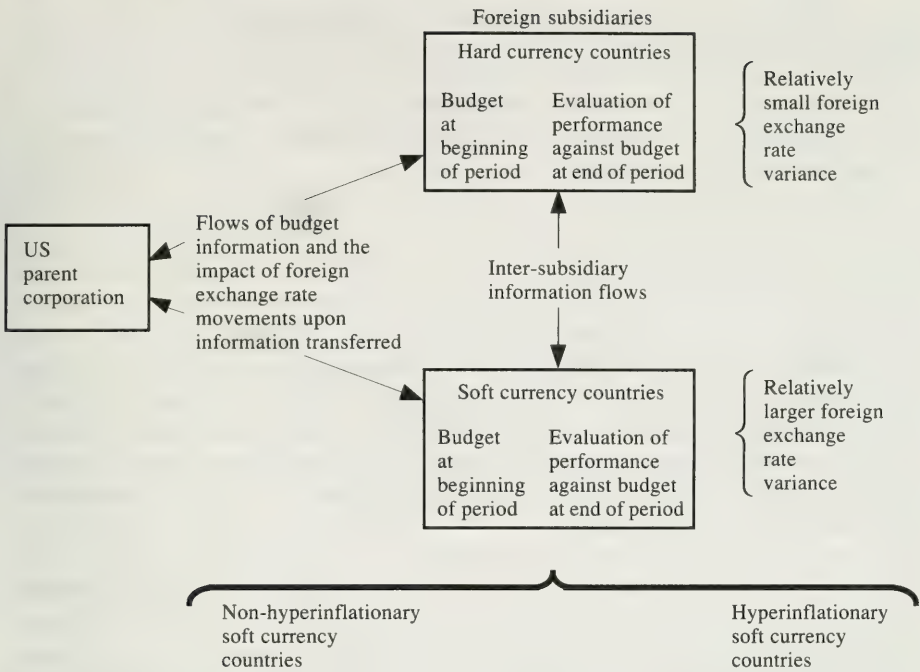 Foreign subsidiaries
Hard currency countries
Budget
at
beginning
of period
Evaluation of
performance
against budget
at end of period
Relatively
small foreign
exchange
rate
variance
US
parent
corporation
Flows of budget
information and the
impact of foreign
exchange rate
movements upon
information transferred
Inter-subsidiary
information flows
Soft currency countries
Budget
at
beginning
of period
Evaluation of
performance
against budget
at end of period
Relatively
larger foreign
exchange
rate
variance
Non-hyperinflationary
soft currency
countries
Hyperinflationary
soft currency
countries